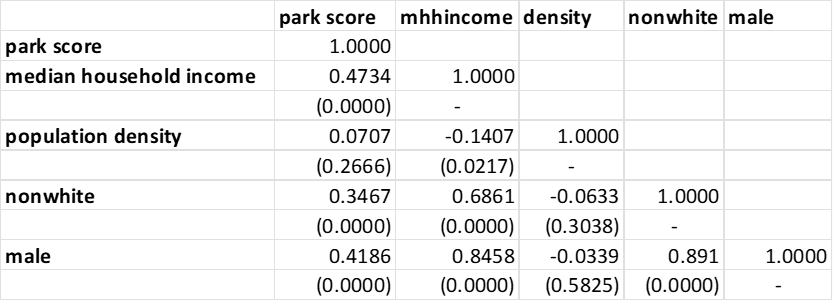 park score mhhincome density nonwhite male
park score 1.0000
median household income 0.4734 1.0000
(0.0000) -
population density 0.0707 -0.1407 1.0000
(0.2666) (0.0217) -
nonwhite 0.3467 0.6861 -0.0633 1.0000
(0.0000) (0.0000) (0.3038) -
male 0.4186 0.8458 -0.0339 0.891 1.0000
(0.0000) (0.0000) (0.5825) (0.0000) -